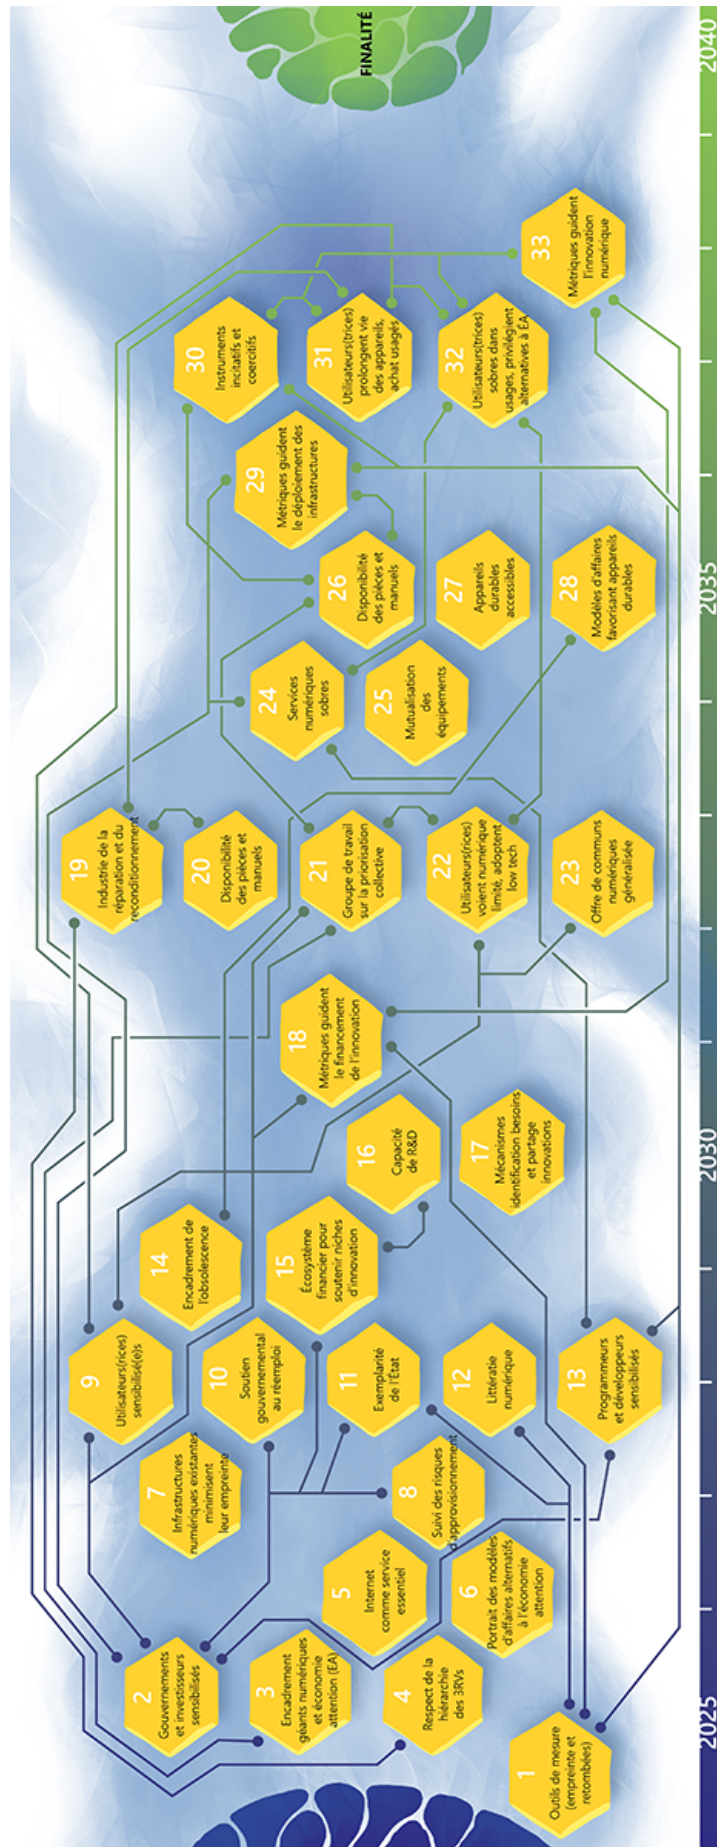 1
Outils de mesure
(empreinte et
retombées)
2
Gouvernements
et investisseurs
sensibilisés
3
Encadrement
géants numériques
et économie
attention (EA)
4
Respect de la
hiérarchie
des 3RVs
5
Internet
comme service
essentiel
6
Portrait des modèles
d'affaires alternatifs
à l'économie
attention
7
Infrastructures
numériques existantes
minimisent
leur empreinte
8
Suivi des risques
d'approvisionnement
9
Utilisateurs(rices)
sensibilisé(e)s
10
Soutien
gouvernemental
au réemploi
11
Exemplarité
de l'État
12
Littératie
numérique
13
Programmeurs
et développeurs
sensibilisés
14
Encadrement de
l'obsolescence
15
Écosystème
financier pour
soutenir niches
d'innovation
16
Capacité
de R&D
17
Mécanismes
identification besoins
et partage
innovations
18
Métriques guident
le financement
de l'innovation
19
Industrie de la
réparation et du
reconditionnement
20
Disponibilité
des pièces et
manuels
21
Groupe de travail
sur la priorisation
collective
22
Utilisateurs(rices)
voient numérique
limité, adoptent
low tech
23
Offre de communs
numériques
généralisée
24
Services
numériques
sobres
25
Mutualisation
des
équipements
26
Disponibilité
des pièces et
manuels
27
Appareils
durables
accessibles
28
Modèles d'affaires
favorisant appareils
durables
29
Métriques guident
le déploiement des
infrastructures
30
Instruments
incitatifs et
coercitifs
31
Utilisateurs(trices)
prolongent vie
des appareils,
achat usagés
32
Utilisateurs(trices)
sobres dans
usages, privilégient
alternatives à ÉA
33
Métriques guident
l'innovation
numérique
FINALITÉ
2025
2030
2035
2040